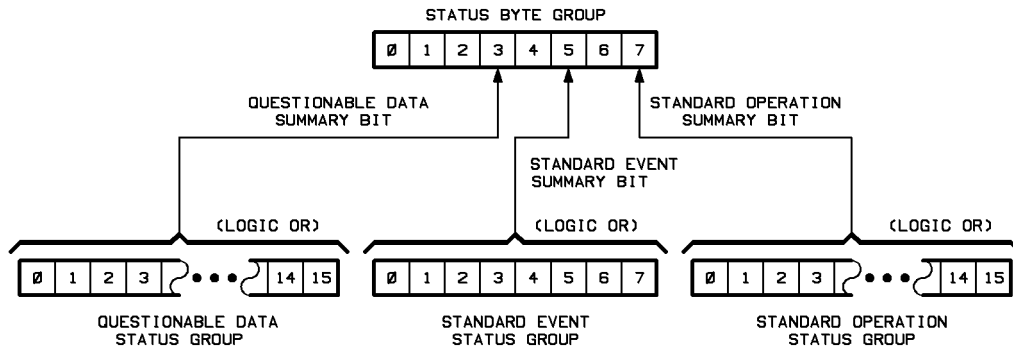 STATUS BYTE GROUP
Ø 1 2 3 4 5 6 7
QUESTIONABLE DATA
SUMMARY BIT
STANDARD OPERATION
SUMMARY BIT
STANDARD EVENT
SUMMARY BIT
(LOGIC OR)
(LOGIC OR)
(LOGIC OR)
Ø 1 2 3 ••• 14 15
Ø 1 2 3 4 5 6 7
Ø 1 2 3 ••• 14 15
QUESTIONABLE DATA
STATUS GROUP
STANDARD EVENT
STATUS GROUP
STANDARD OPERATION
STATUS GROUP